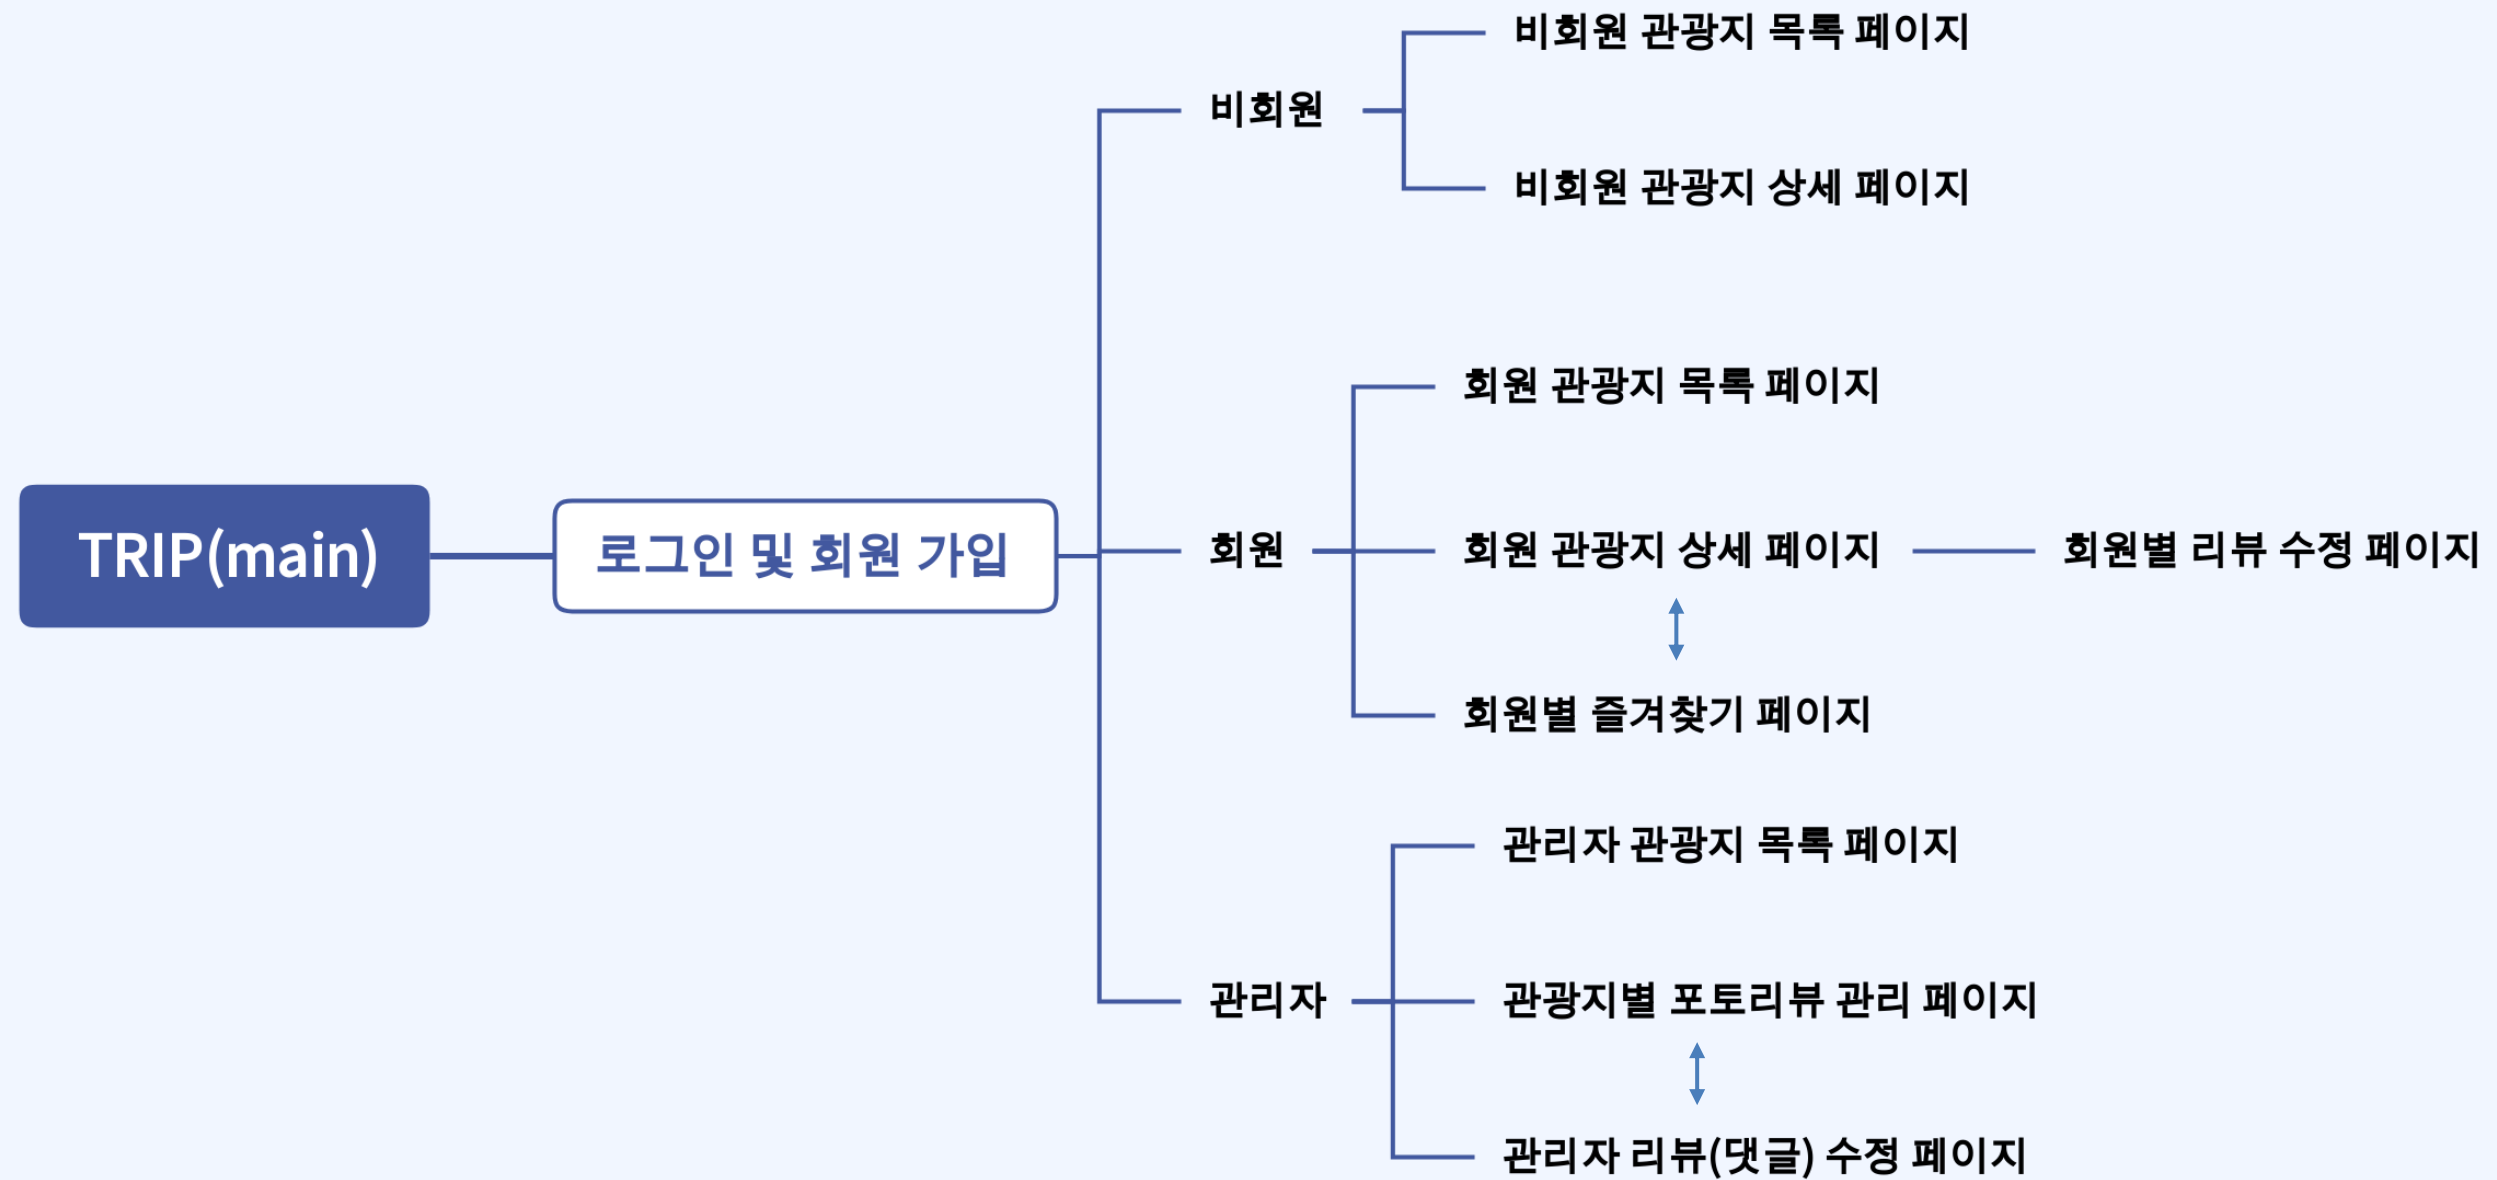 TRIP(main)
로그인 및 회원 가입
비회원
비회원 관광지 목록 페이지
비회원 관광지 상세 페이지
회원
회원 관광지 목록 페이지
회원 관광지 상세 페이지
회원별 리뷰 수정 페이지
회원별 즐겨찾기 페이지
관리자
관리자 관광지 목록 페이지
관광지별 포토리뷰 관리 페이지
관리자 리뷰(댓글) 수정 페이지